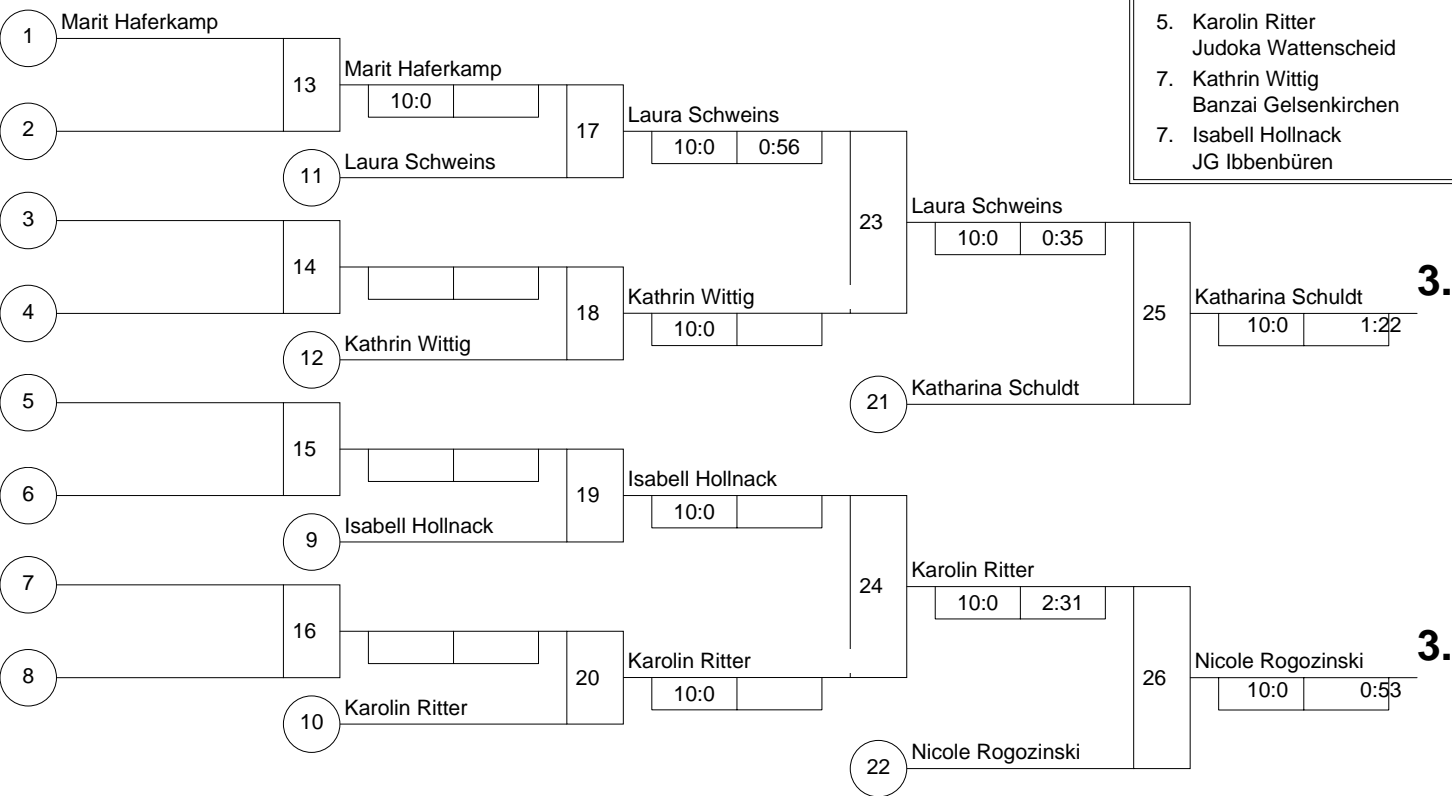 1 Marit Haferkamp
2
13 Marit Haferkamp
10:0
11 Laura Schweins
17 Laura Schweins
10:0 0:56
3
4
14
12 Kathrin Wittig
18 Kathrin Wittig
10:0
23 Laura Schweins
10:0 0:35
21 Katharina Schuldt
25 Katharina Schuldt 3.
10:0 1:22
5
6
15
9 Isabell Hollnack
19 Isabell Hollnack
10:0
7
8
16
10 Karolin Ritter
20 Karolin Ritter
10:0
24 Karolin Ritter
10:0 2:31
22 Nicole Rogozinski
26 Nicole Rogozinski 3.
10:0 0:53
5. Karolin Ritter
Judoka Wattenscheid
7. Kathrin Wittig
Banzai Gelsenkirchen
7. Isabell Hollnack
JG Ibbenbüren